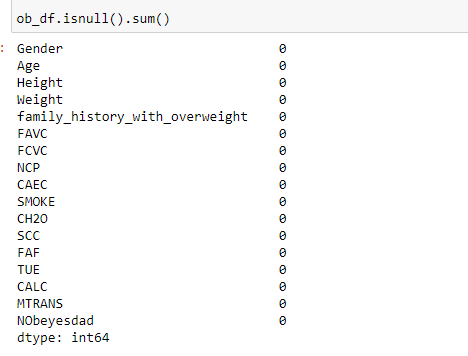 ob_df.isnull().sum()
: Gender 0
Age 0
Height 0
Weight 0
family_history_with_overweight 0
FAVC 0
FCVC 0
NCP 0
CAEC 0
SMOKE 0
CH2O 0
SCC 0
FAF 0
TUE 0
CALC 0
MTRANS 0
NObeyesdad 0
dtype: int64